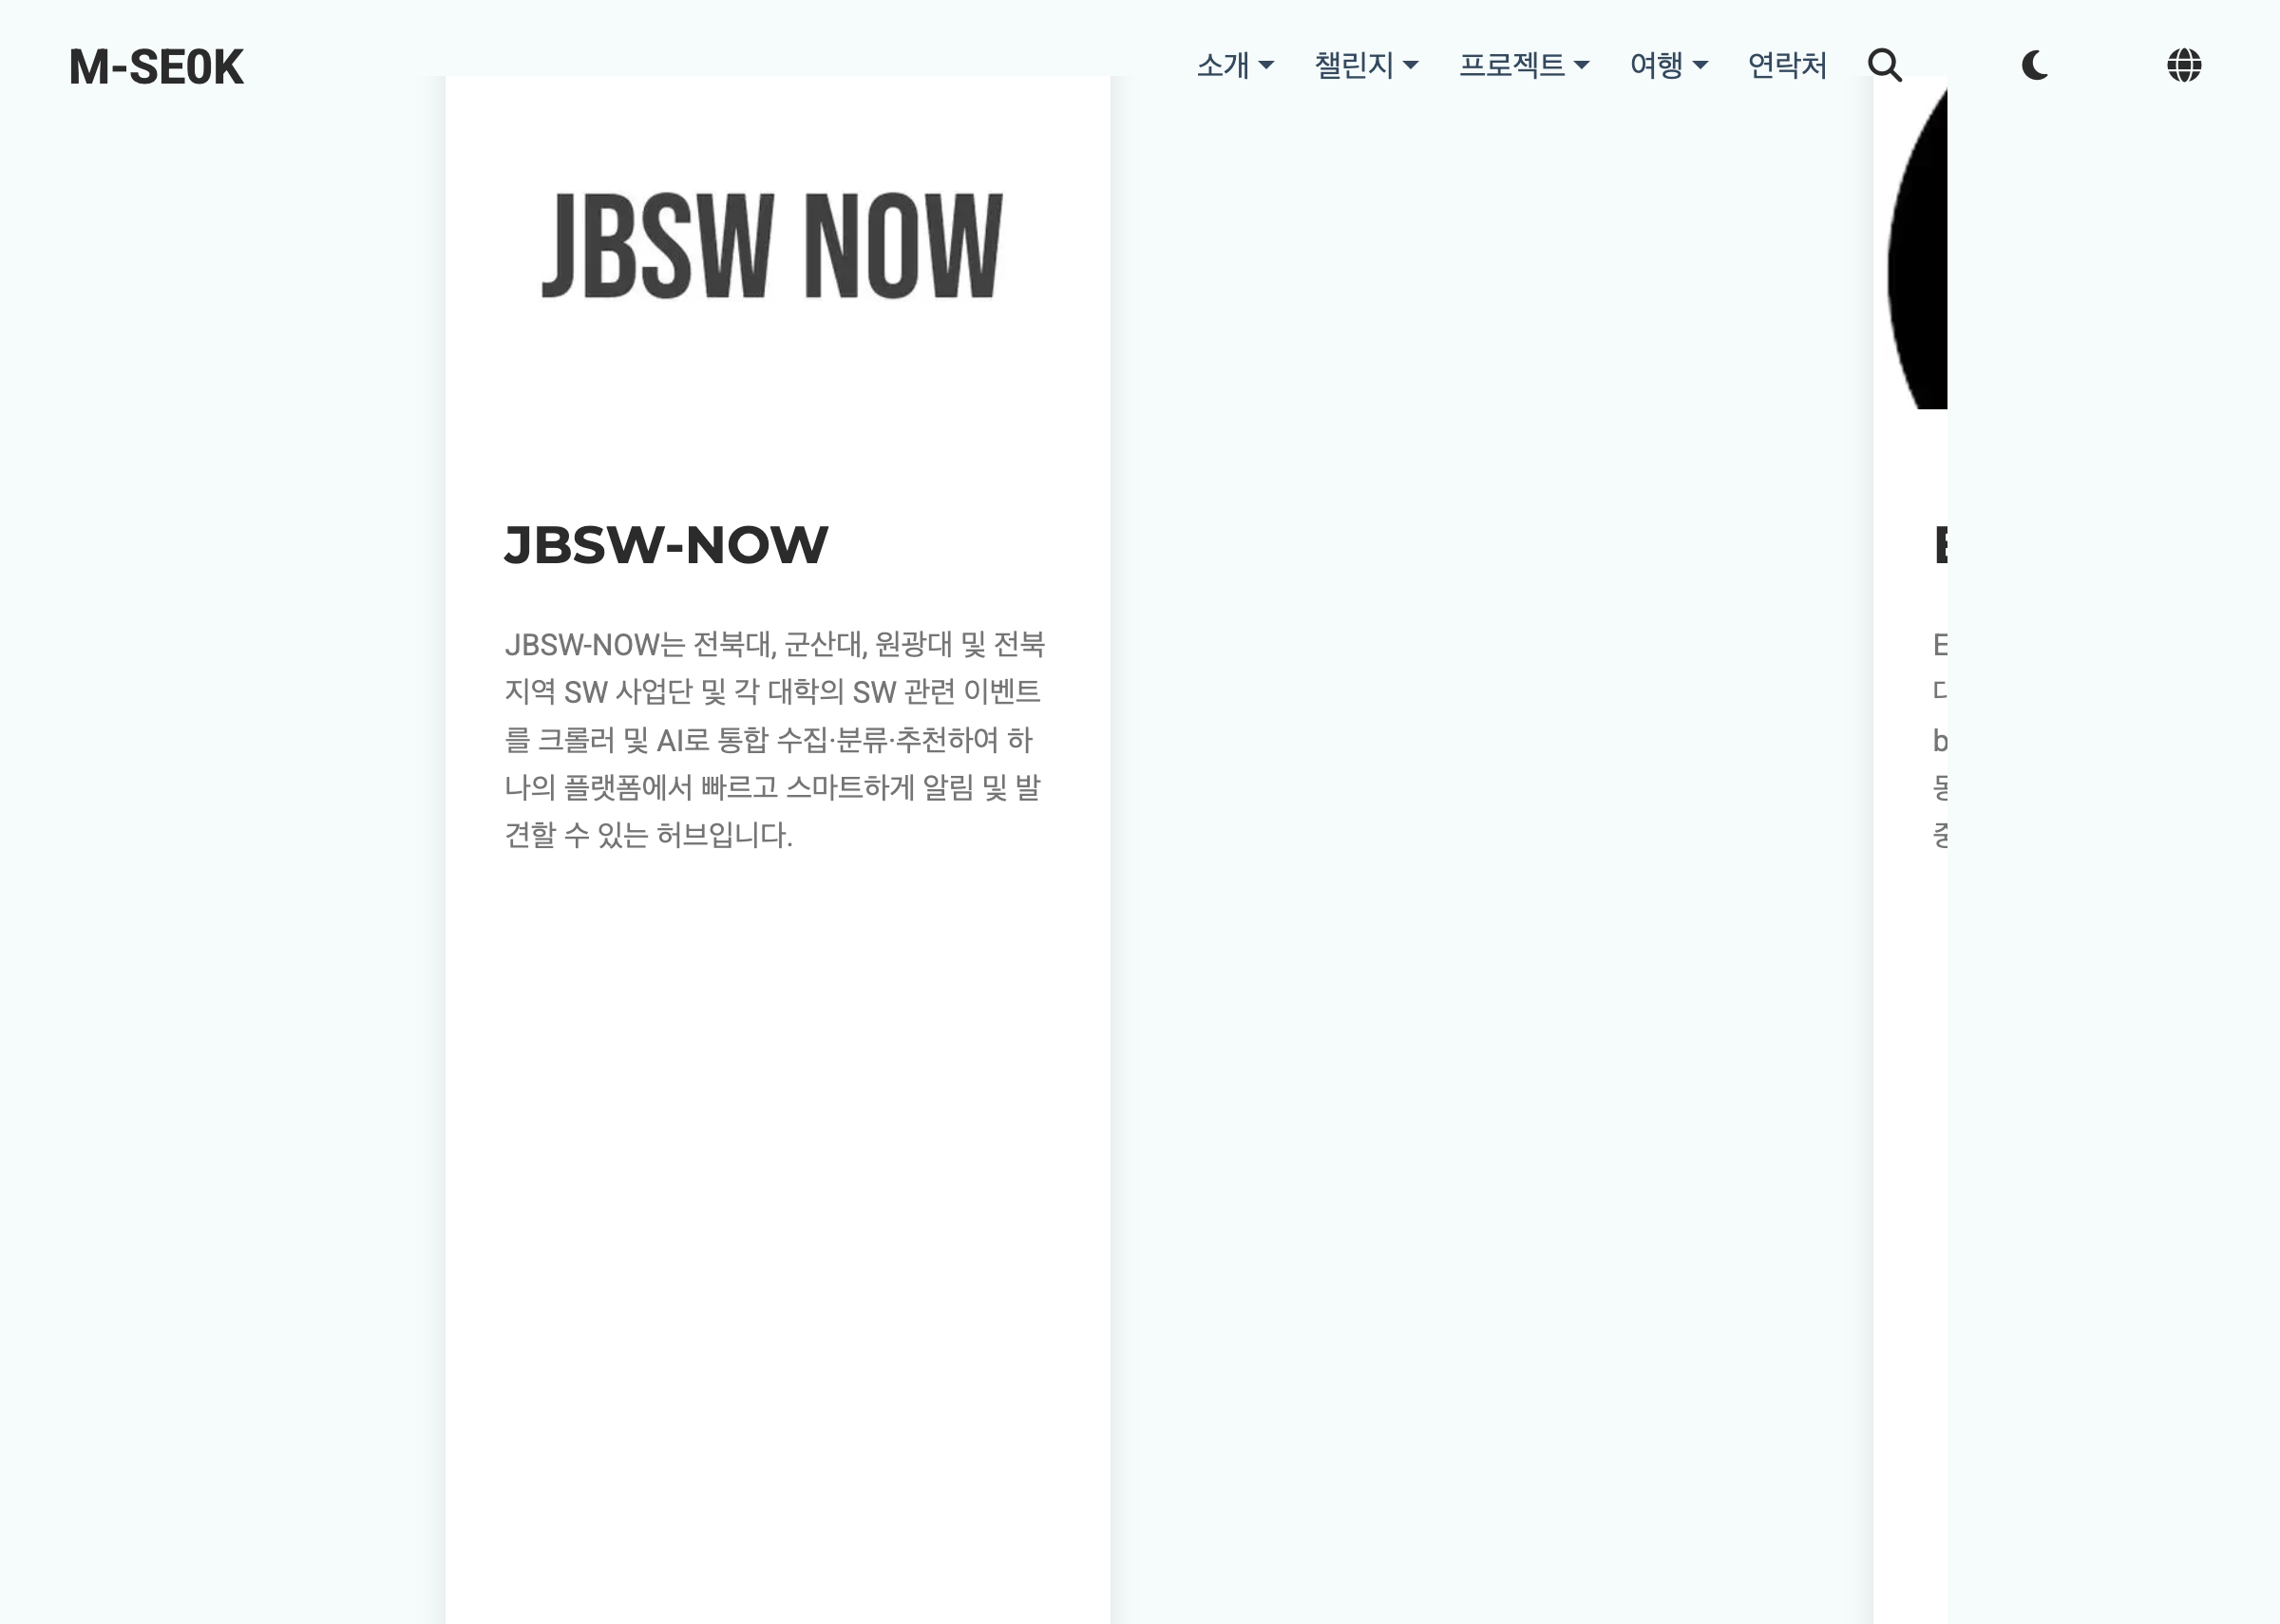 M-SEOK
소개
챌린지
프로젝트
여행
연락처
JBSW NOW
JBSW-NOW
JBSW-NOW는 전북대, 군산대, 원광대 및 전북
지역 SW 사업단 및 각 대학의 SW 관련 이벤트
를 크롤러 및 AI로 통합 수집·분류·추천하여 하
나의 플랫폼에서 빠르고 스마트하게 알림 및 발
견할 수 있는 허브입니다.